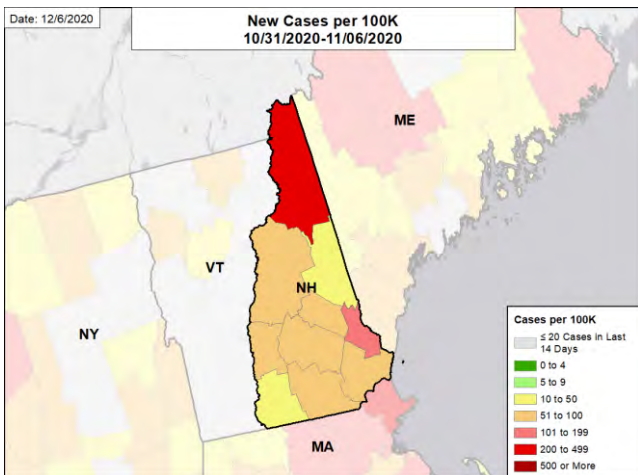 Date: 12/6/2020
New Cases per 100K
10/31/2020-11/06/2020
ME
VT
NH
NY
MA
Cases per 100K
≤ 20 Cases in Last
14 Days
0 to 4
5 to 9
10 to 50
51 to 100
101 to 199
200 to 499
500 or More